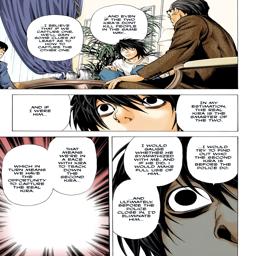 AND EVEN
IF THE TWO
KIRA'S DON'T
KILL PEOPLE
IN THE SAME
WAY.
I BELIEVE
THAT IF WE
CAPTURE ONE,
WE'LL GAIN
SOME CLUES AT
LEAST AS TO
HOW TO
CAPTURE THE
OTHER ONE.
IN MY
ESTIMATION,
THE REAL
KIRA IS THE
SMARTER OF
THE TWO.
AND IF
I WERE
HIM...
I WOULD
TRY TO
FIND OUT
WHO THE
SECOND KIRA
IS BEFORE
THE POLICE
DO.
I WOULD
GAUGE
WHETHER HE
SYMPATHIZED
WITH ME. AND
IF HE DID, I
WOULD MAKE
FULL USE OF
HIM.
AND
ULTIMATELY,
BEFORE THE
POLICE
CLOSE IN, I'D
ELIMINATE
HIM...
THAT
MEANS WE'RE
IN A RACE
WITH KIRA
TO TRACK
DOWN THE
SECOND
KIRA...
WHICH
IN TURN
MEANS WE
HAVE THE
OPPORTUNITY
TO CAPTURE
THE REAL
KIRA.